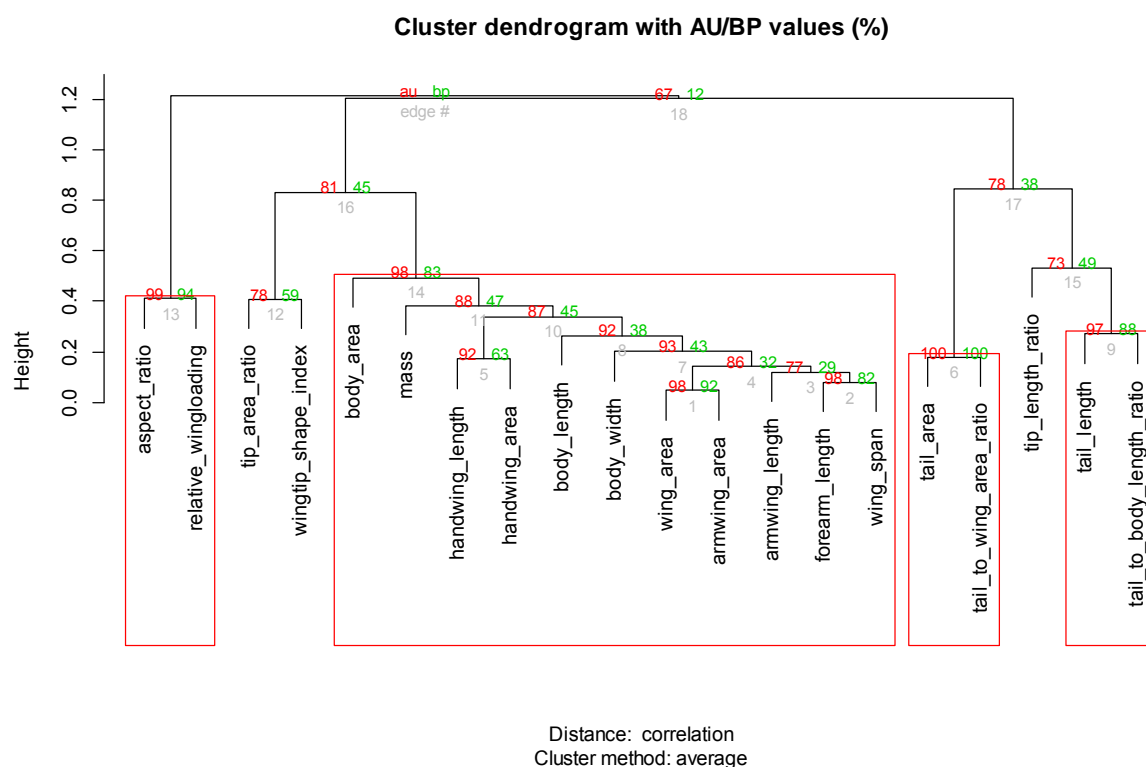 Cluster dendrogram with AU/BP values (%)
Height
0.0 0.2 0.4 0.6 0.8 1.0 1.2
au bp
edge #
67 12
18
81 45
16
78 38
17
98 83
14
73 49
15
99 94
13
78 59
12
88 47
11
87 45
10
92 38
8
93 43
7
92 63
5
86 32
4
77 29
3
98 92
1
98 82
2
100 100
6
97 88
9
aspect_ratio
relative_wingloading
tip_area_ratio
wingtip_shape_index
body_area
mass
handwing_length
handwing_area
body_length
body_width
wing_area
armwing_area
armwing_length
forearm_length
wing_span
tail_area
tail_to_wing_area_ratio
tip_length_ratio
tail_length
tail_to_body_length_ratio
Distance: correlation
Cluster method: average